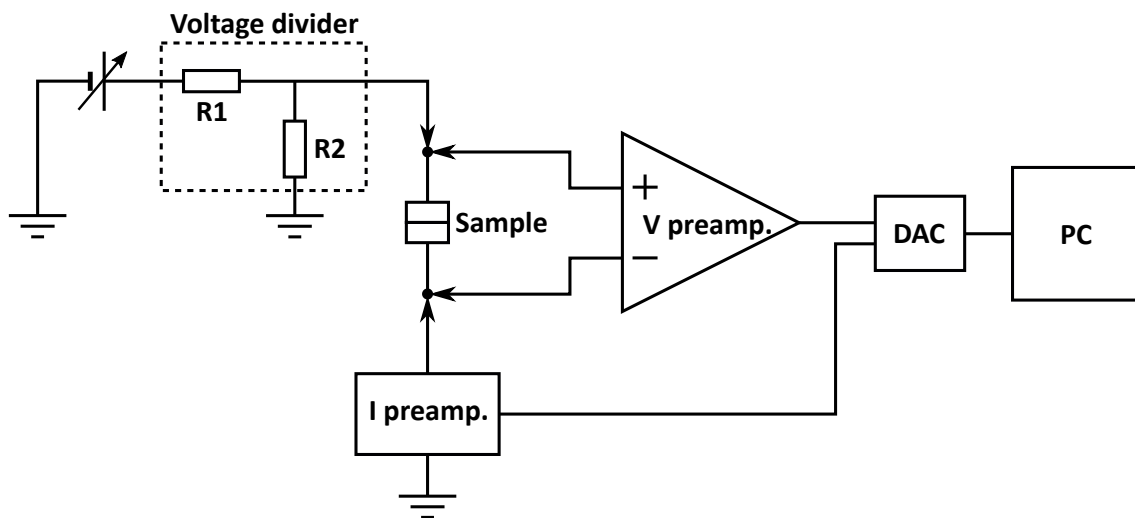 Voltage divider
R1
R2
+
Sample
V preamp.
−
DAC
PC
I preamp.